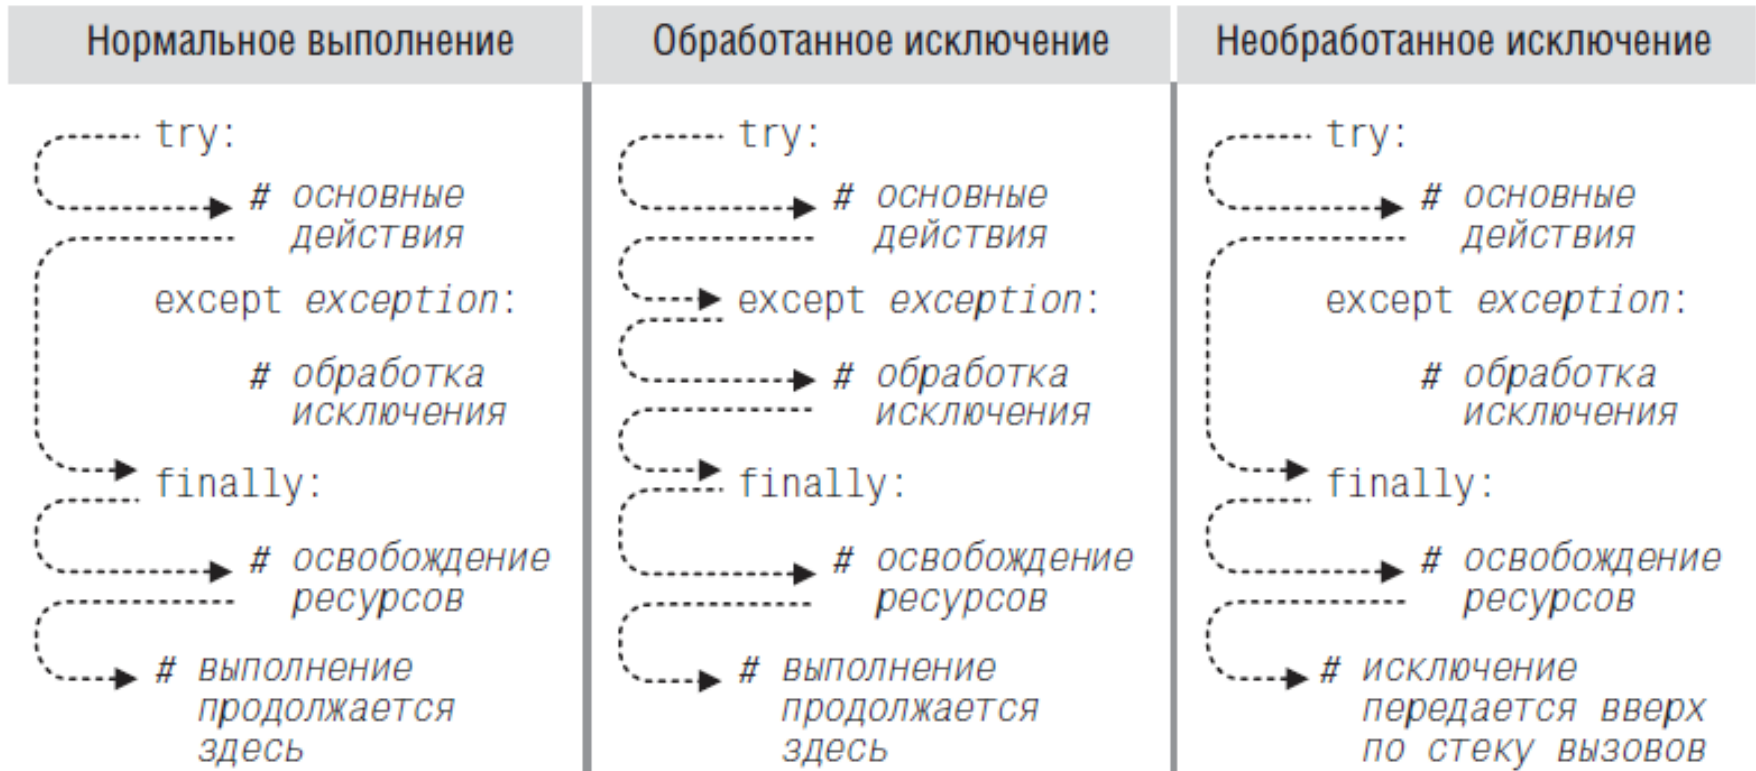 Нормальное выполнение
try:
# основные
действия
except exception:
# обработка
исключения
finally:
# освобождение
ресурсов
# выполнение
продолжается
здесь
Обработанное исключение
try:
# основные
действия
except exception:
# обработка
исключения
finally:
# освобождение
ресурсов
# выполнение
продолжается
здесь
Необработанное исключение
try:
# основные
действия
except exception:
# обработка
исключения
finally:
# освобождение
ресурсов
# исключение
передается вверх
по стеку вызовов